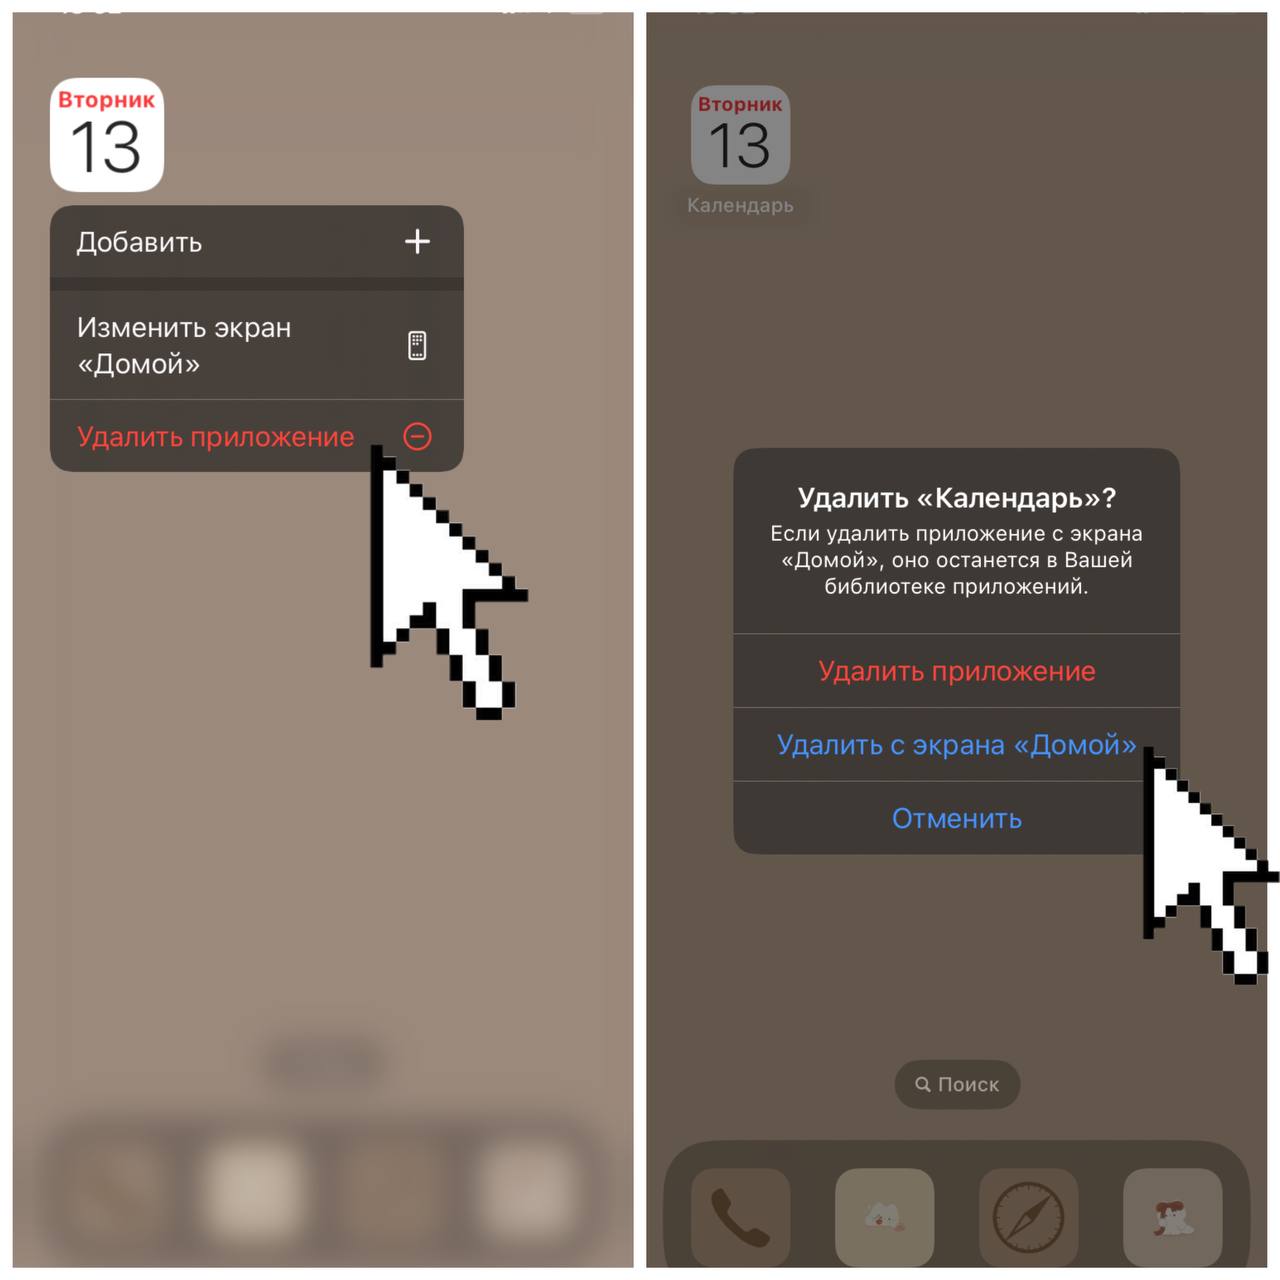 Вторник
13
Добавить
Изменить экран
«Домой»
Удалить приложение
Вторник
13
Календарь
Удалить «Календарь»?
Если удалить приложение с экрана
«Домой», оно останется в Вашей
библиотеке приложений.
Удалить приложение
Удалить с экрана «Домой»
Отменить
Поиск